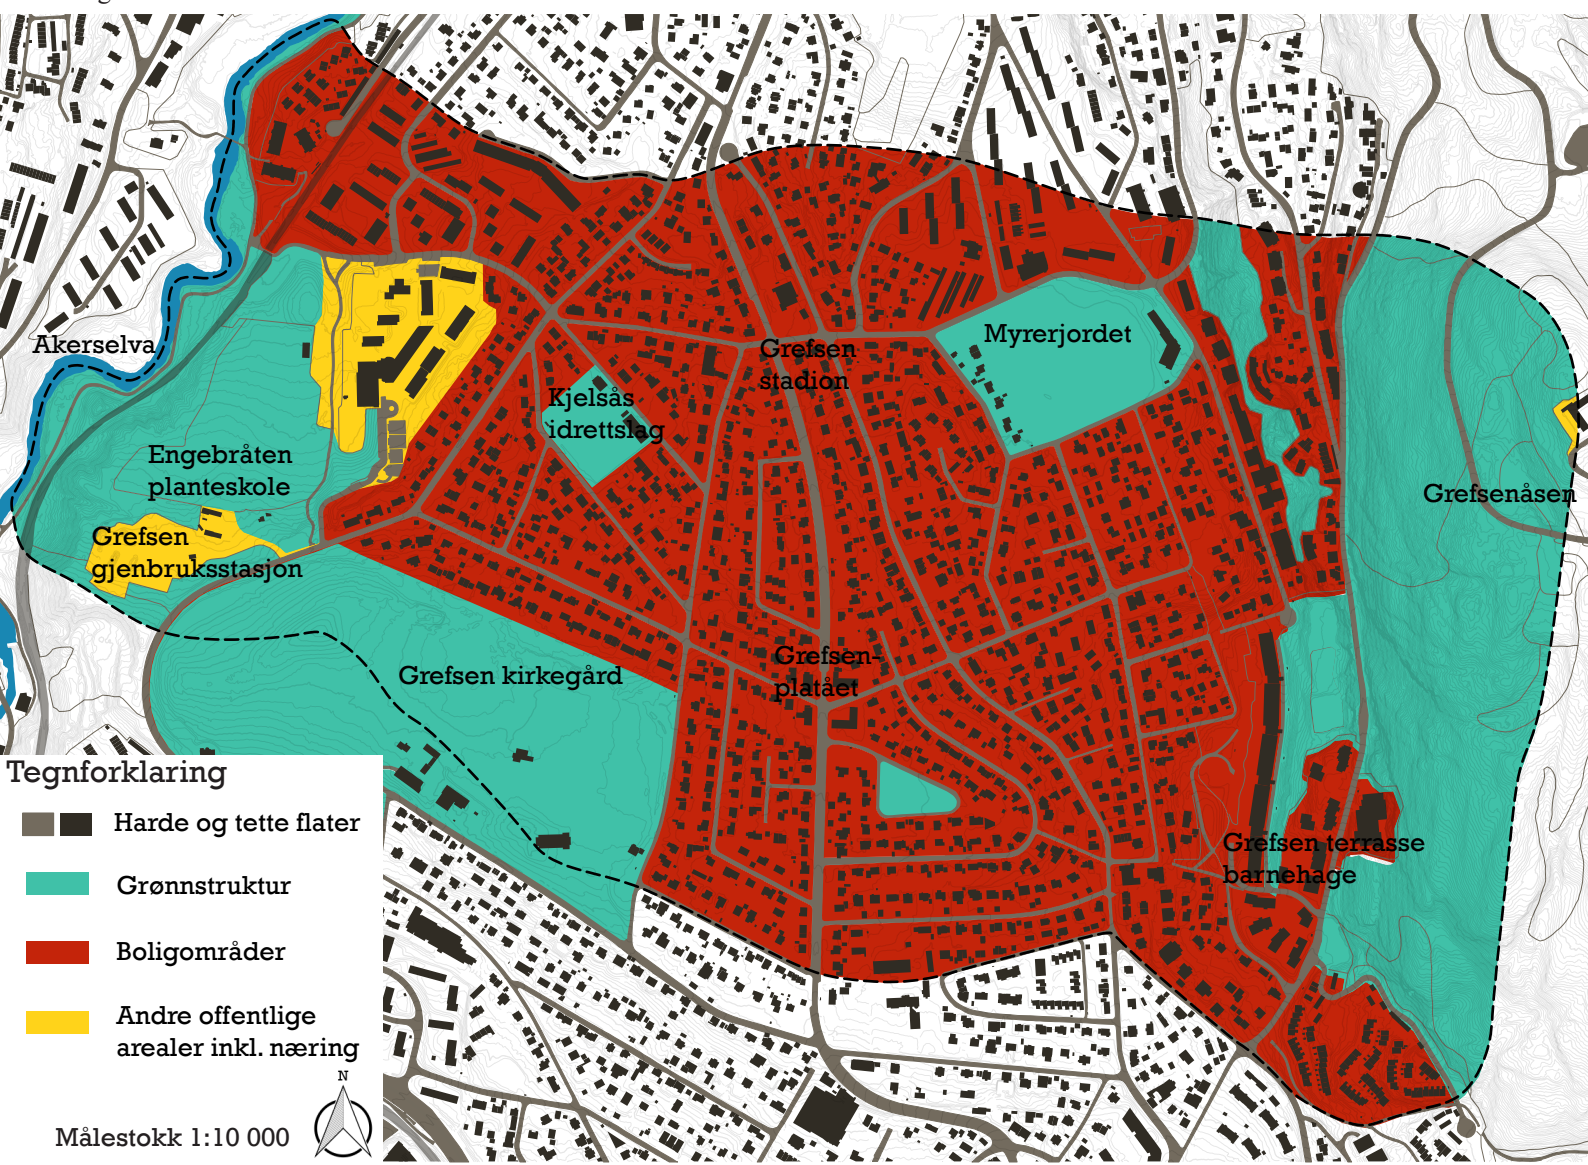 Akerselva
Myrerjordet
Grefsen
stadion
Kjelsås
idrettslag
Engebråten
planteskole
Grefsenåsen
Grefsen
gjenbruksstasjon
Grefsen kirkegård
Grefsen-
platået
Grefsen terrasse
barnehage
Tegnforklaring
Harde og tette flater
Grønnstruktur
Boligområder
Andre offentlige
arealer inkl. næring
N
Målestokk 1:10 000